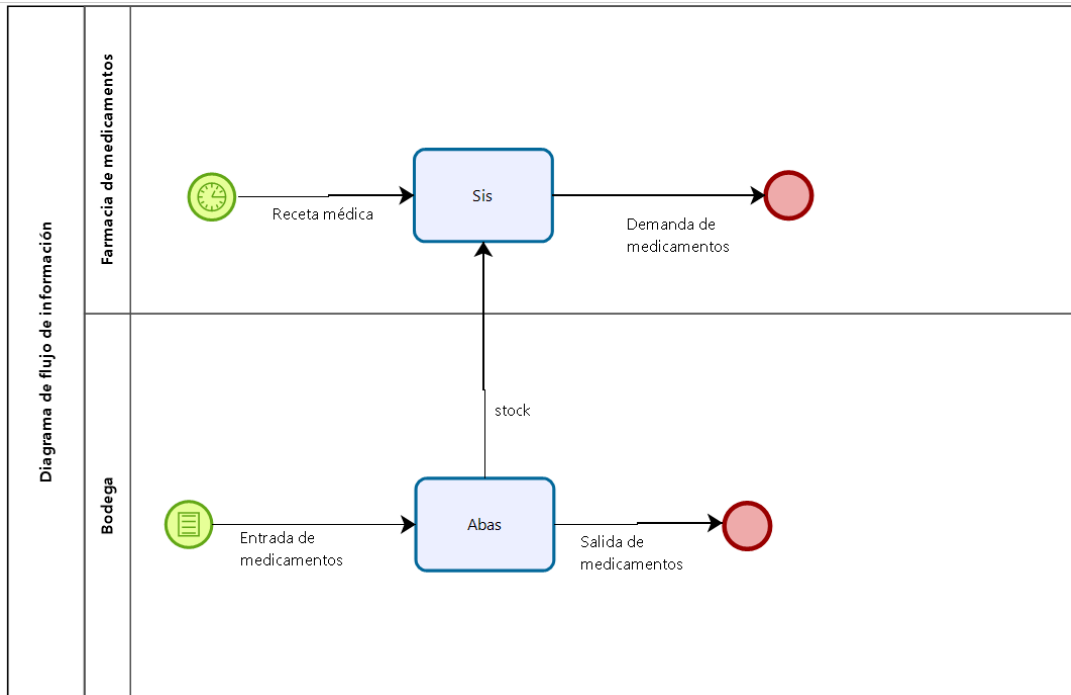 Diagrama de flujo de información
Farmacia de medicamentos
Receta médica
Sis
Demanda de
medicamentos
stock
Bodega
Entrada de
medicamentos
Abas
Salida de
medicamentos